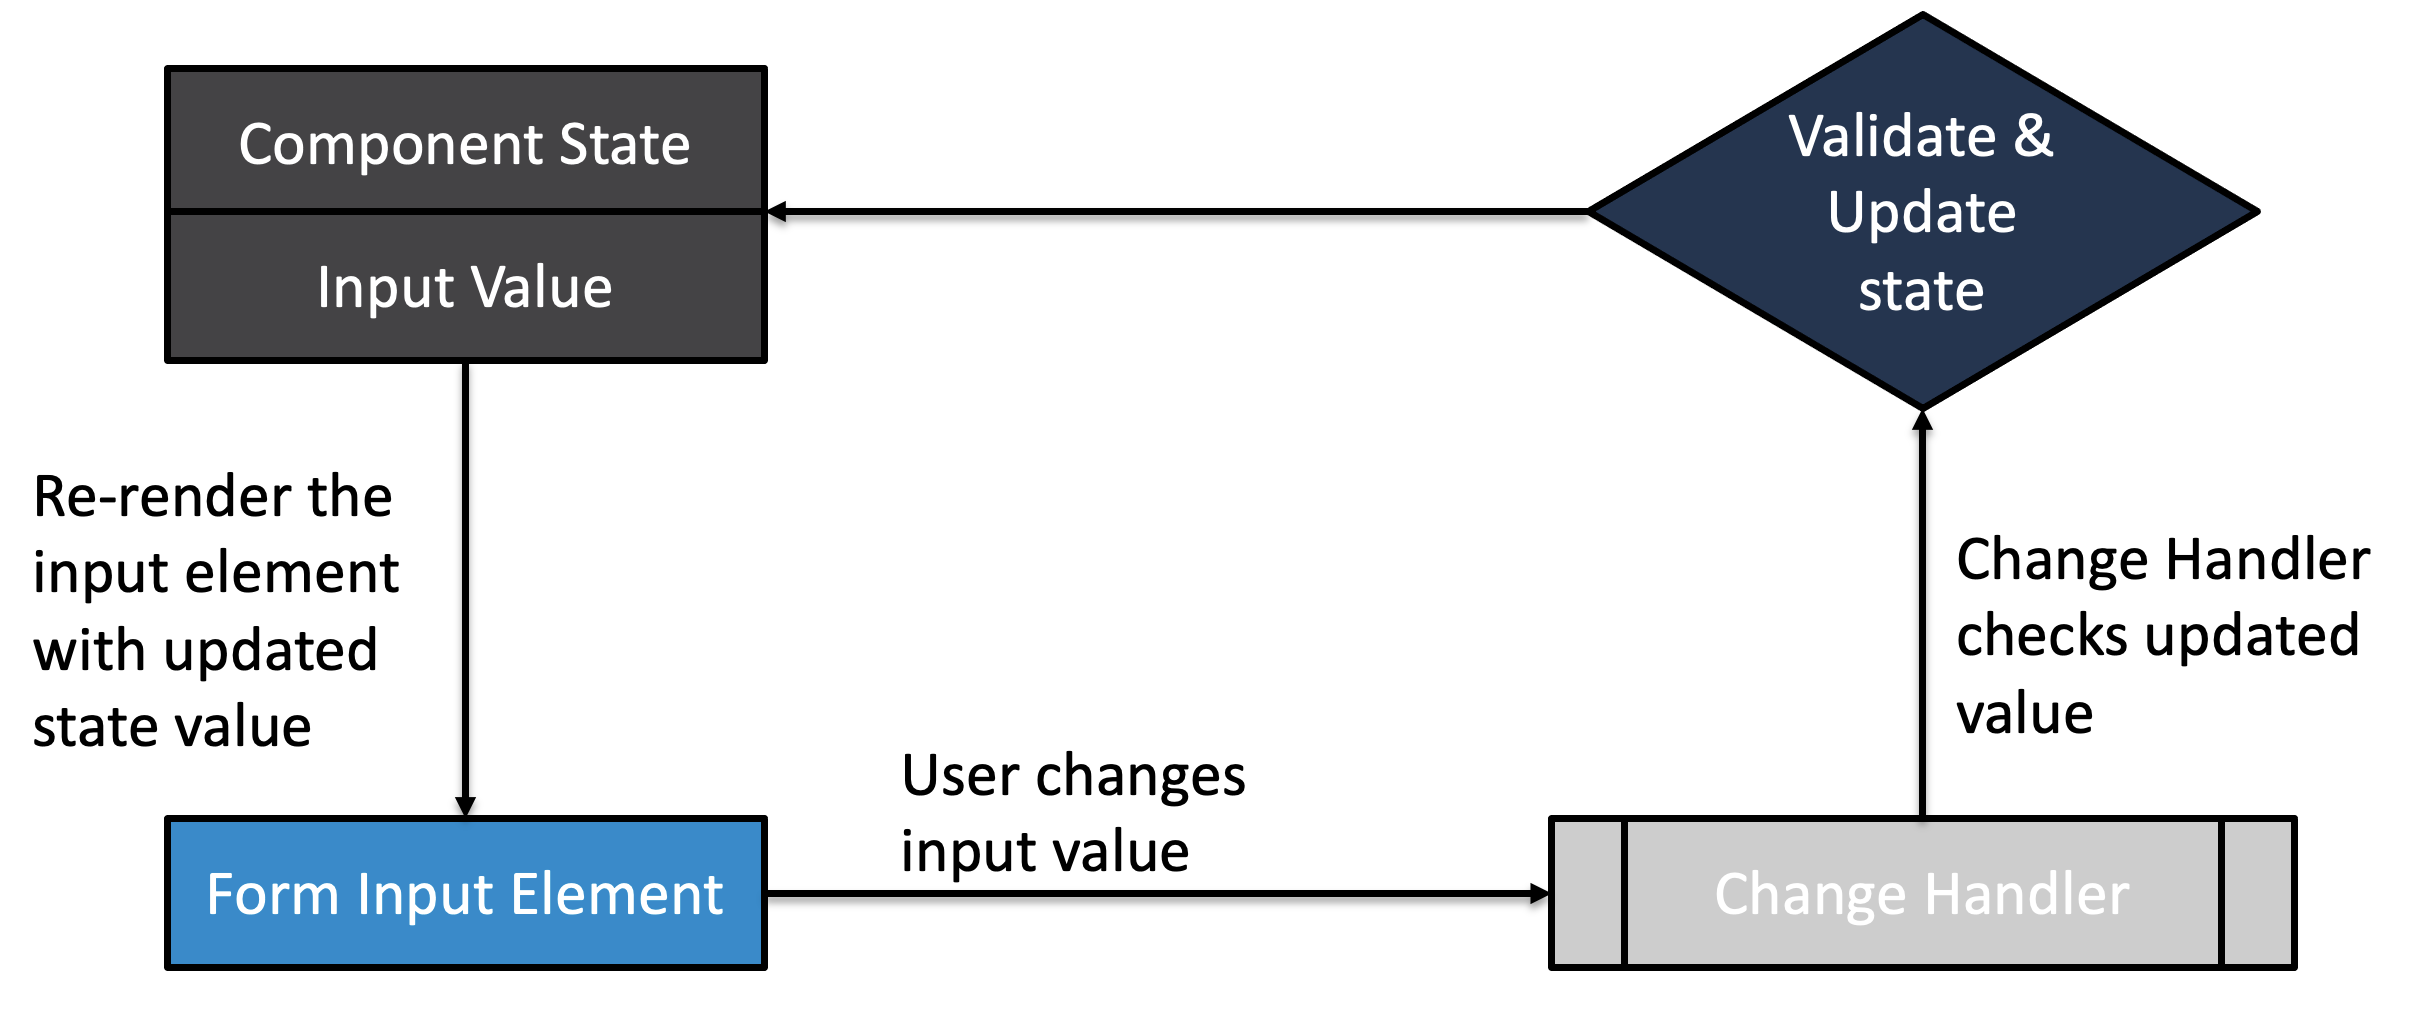 Component State
Input Value
Validate &
Update
state
Re-render the
input element
with updated
state value
Change Handler
checks updated
value
User changes
input value
Form Input Element
Change Handler